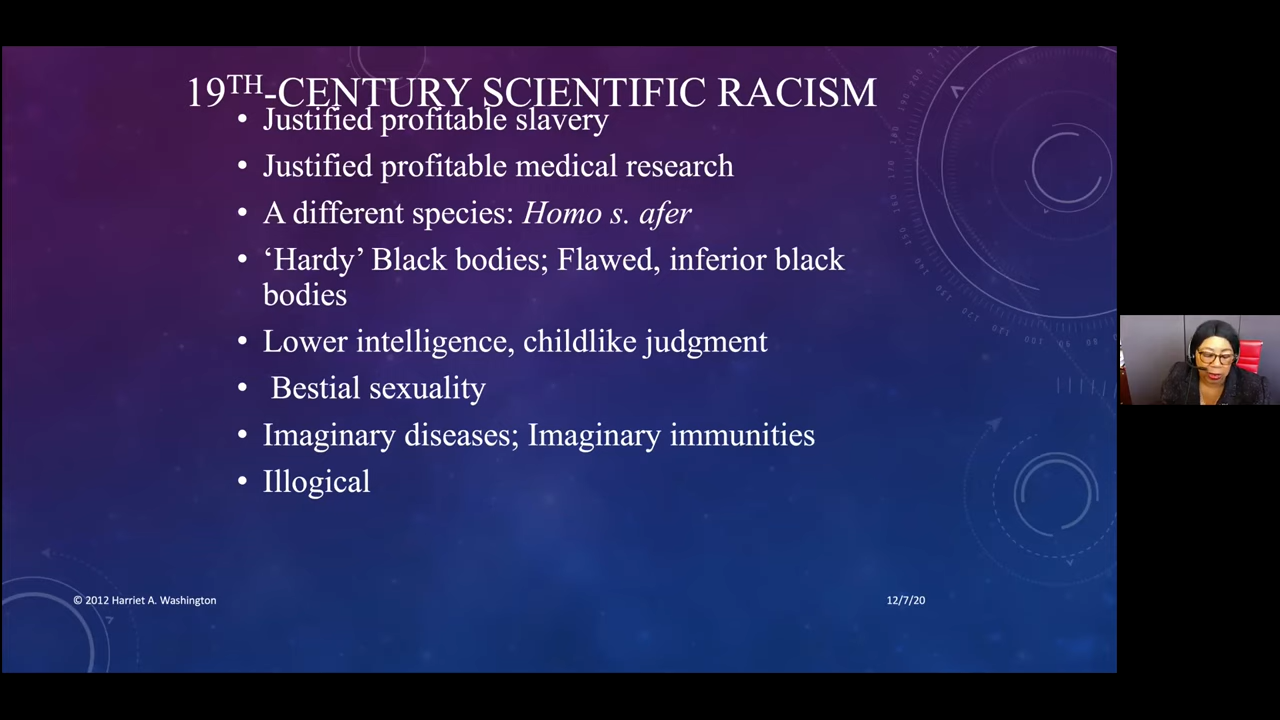 19TH-CENTURY SCIENTIFIC RACISM
• Justified profitable slavery
• Justified profitable medical research
• A different species: Homo s. afer
• ‘Hardy’ Black bodies; Flawed, inferior black
bodies
• Lower intelligence, childlike judgment
• Bestial sexuality
• Imaginary diseases; Imaginary immunities
• Illogical
© 2012 Harriet A. Washington
12/7/20